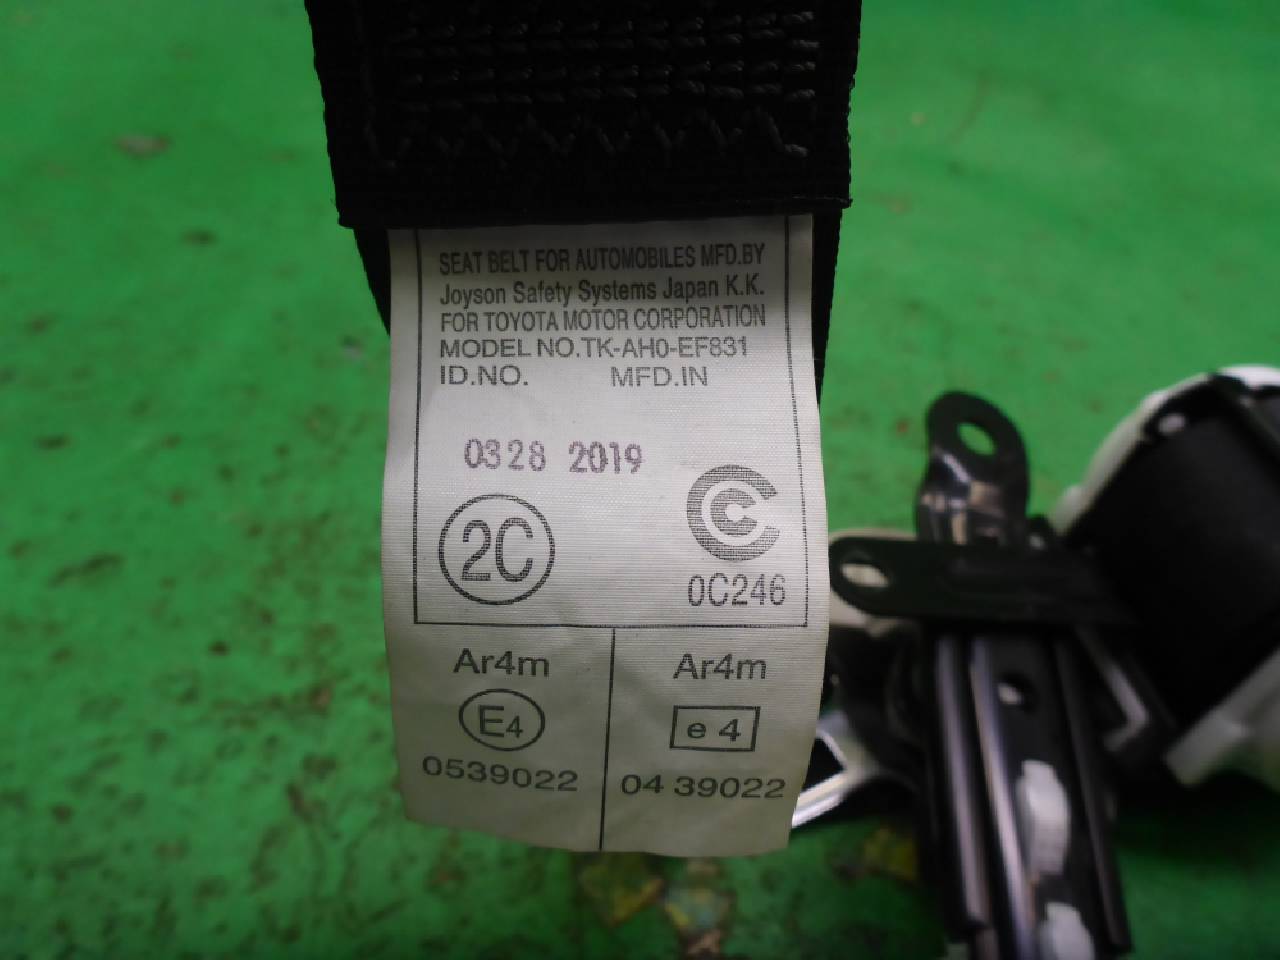 SEAT BELT FOR AUTOMOBILES MFD.BY
Joyson Safety Systems Japan K.K.
FOR TOYOTA MOTOR CORPORATION
MODEL NO.TK-AH0-EF831
ID.NO. MFD.IN
0328 2019
2C
CCC
0C246
Ar4m Ar4m
E4 e 4
0539022 04 39022